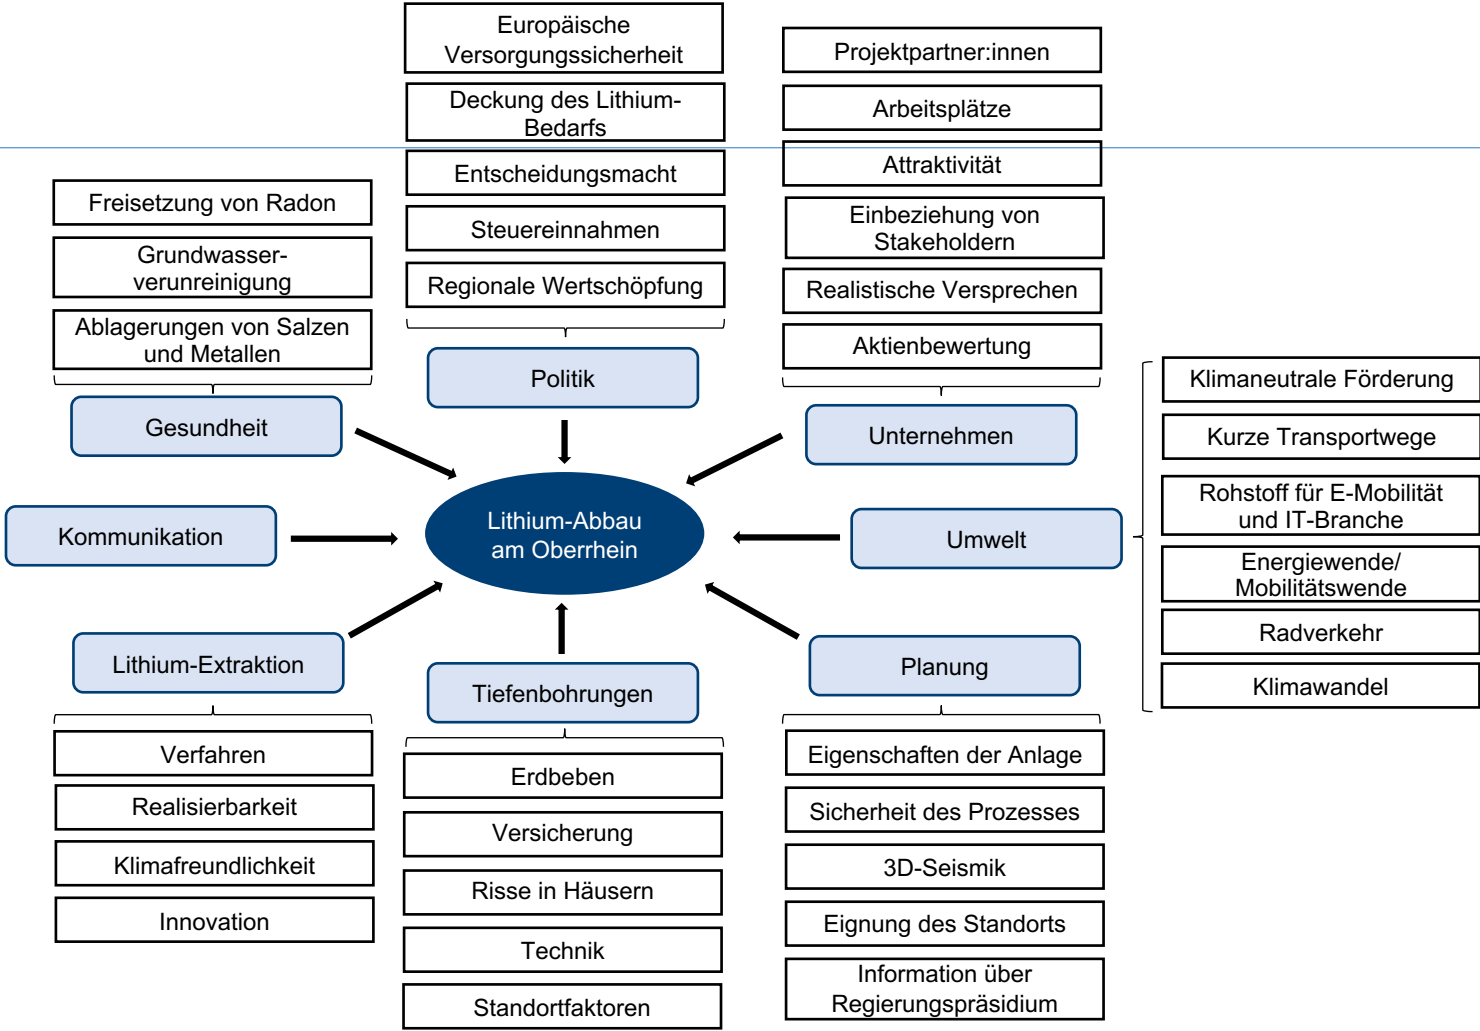 Europäische
Versorgungssicherheit
Deckung des Lithium-
Bedarfs
Entscheidungsmacht
Steuereinnahmen
Regionale Wertschöpfung
Politik
Projektpartner:innen
Arbeitsplätze
Attraktivität
Einbeziehung von
Stakeholdern
Realistische Versprechen
Aktienbewertung
Unternehmen
Freisetzung von Radon
Grundwasser-
verunreinigung
Ablagerungen von Salzen
und Metallen
Gesundheit
Kommunikation
Lithium-Abbau
am Oberrhein
Umwelt
Klimaneutrale Förderung
Kurze Transportwege
Rohstoff für E-Mobilität
und IT-Branche
Energiewende/
Mobilitätswende
Radverkehr
Klimawandel
Lithium-Extraktion
Verfahren
Realisierbarkeit
Klimafreundlichkeit
Innovation
Tiefenbohrungen
Erdbeben
Versicherung
Risse in Häusern
Technik
Standortfaktoren
Planung
Eigenschaften der Anlage
Sicherheit des Prozesses
3D-Seismik
Eignung des Standorts
Information über
Regierungspräsidium